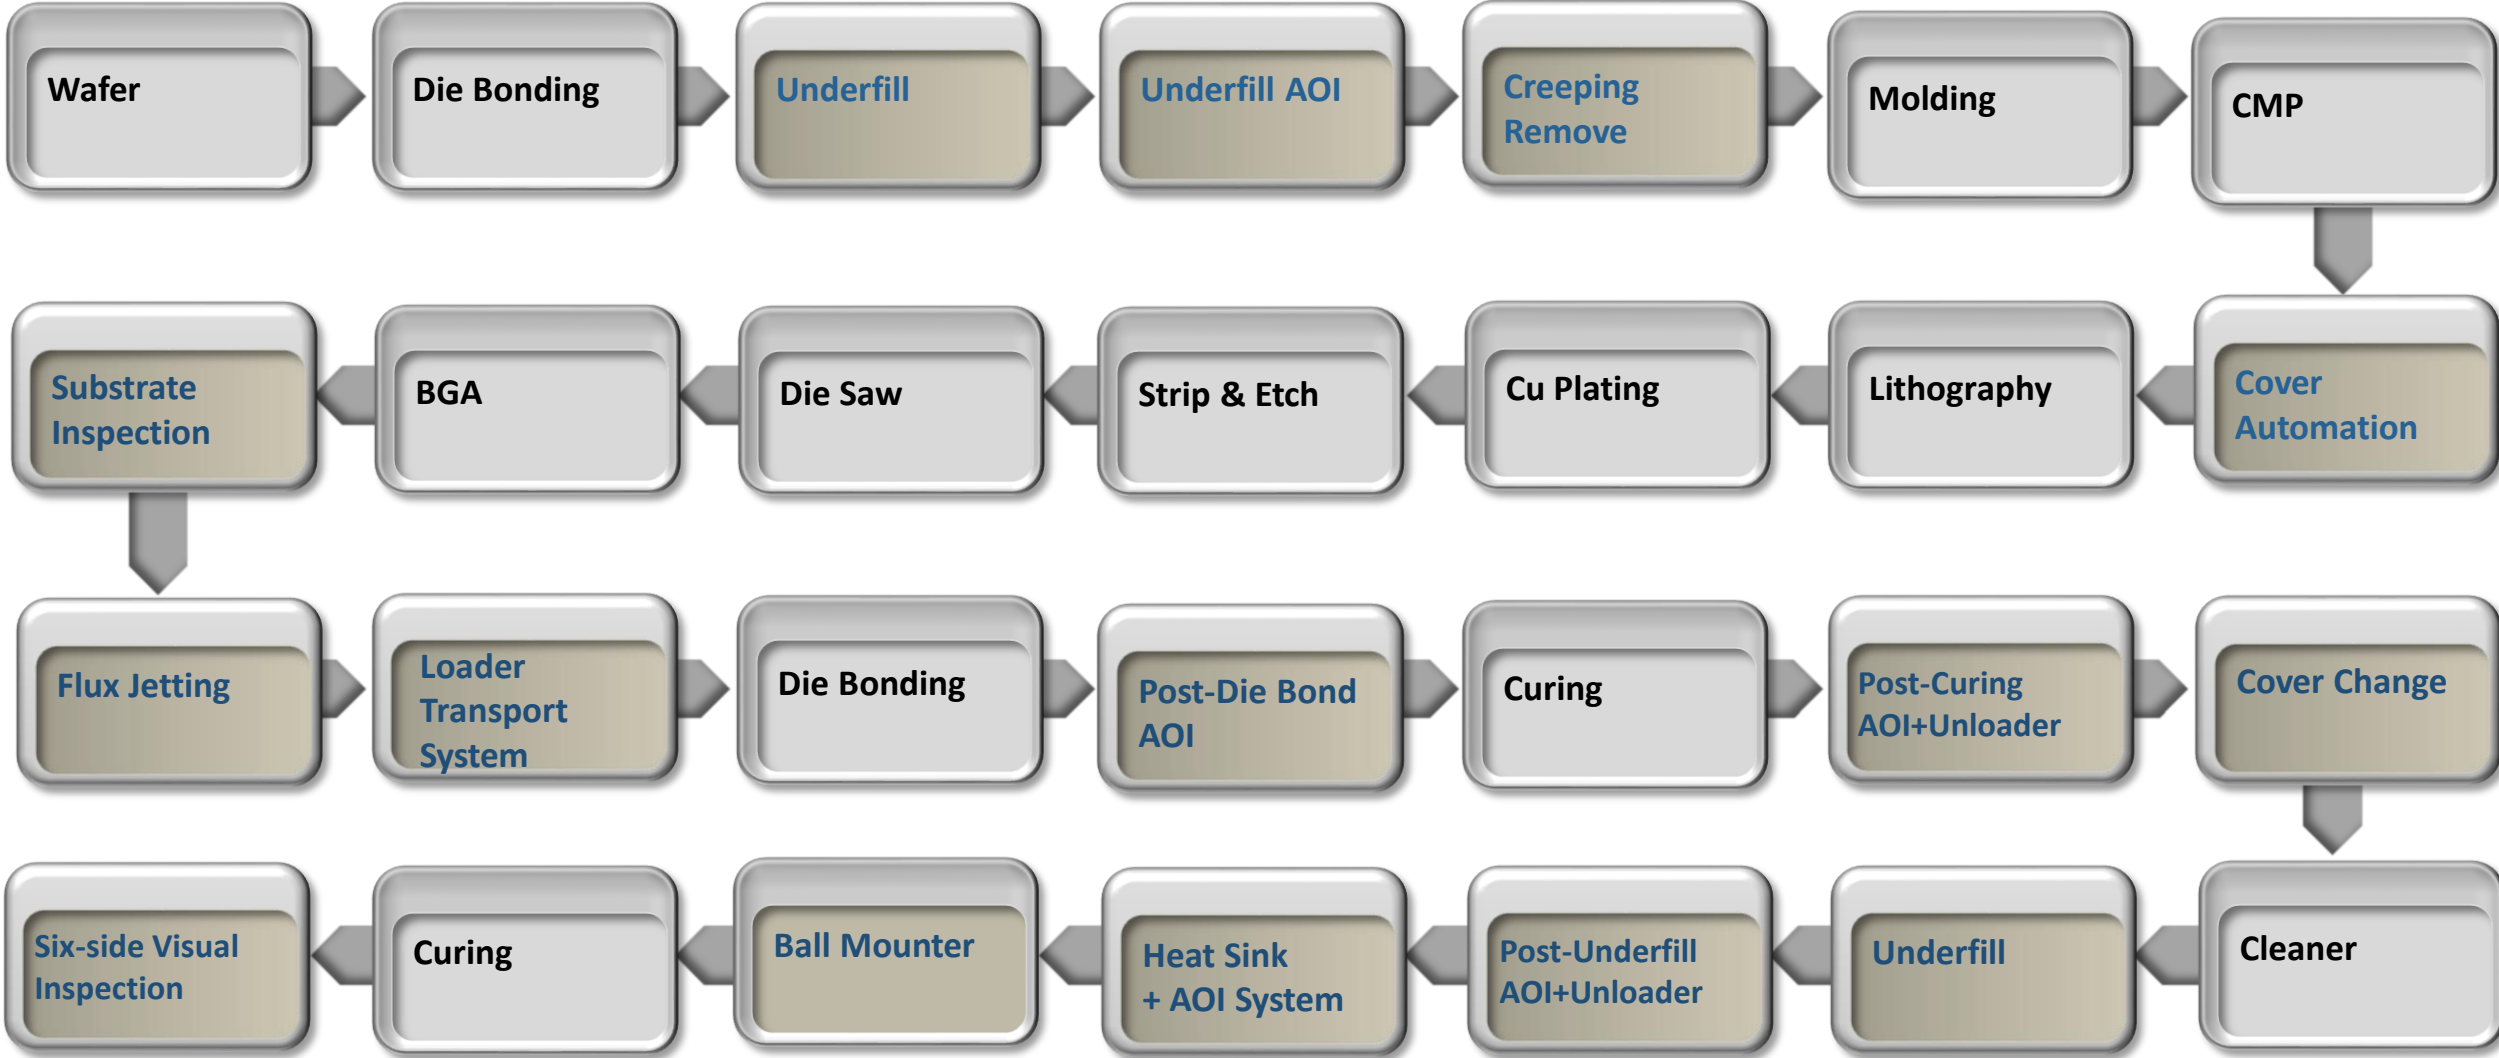 Wafer
Die Bonding
Underfill
Underfill AOI
Creeping
Remove
Molding
CMP
Cover
Automation
Lithography
Cu Plating
Strip & Etch
Die Saw
BGA
Substrate
Inspection
Flux Jetting
Loader
Transport
System
Die Bonding
Post-Die Bond
AOI
Curing
Post-Curing
AOI+Unloader
Cover Change
Cleaner
Underfill
Post-Underfill
AOI+Unloader
Heat Sink
+ AOI System
Ball Mounter
Curing
Six-side Visual
Inspection